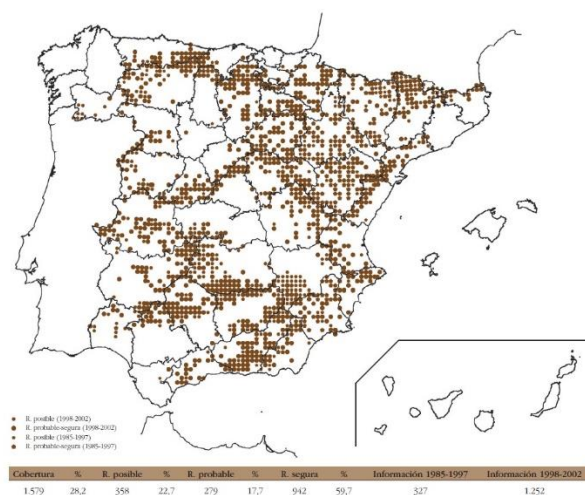 R. posible (1998-2002)
R. probable-segura (1998-2002)
R. posible (1985-1997)
R. probable-segura (1985-1997)
Cobertura % R. posible % R. probable % R. segura % Información 1985-1997 Información 1998-2002
1.579 28,2 358 22,7 279 17,7 942 59,7 327 1.252